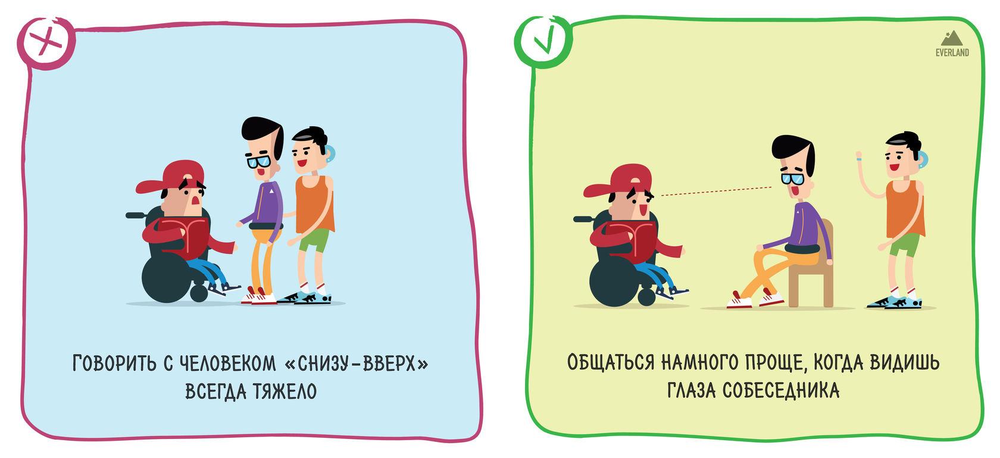 Говорить с человеком «снизу–вверх»
всегда тяжело
EVERLAND
Общаться намного проще, когда видишь
глаза собеседника